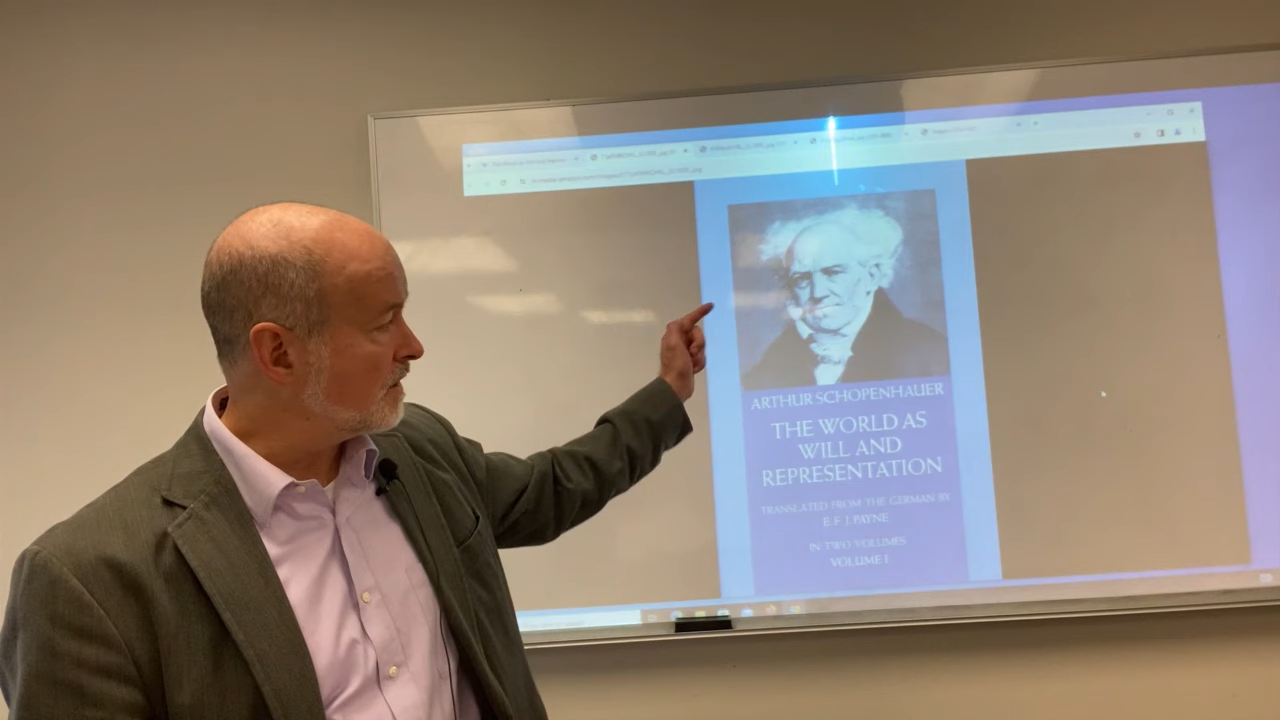 ARTHUR SCHOPENHAUER
THE WORLD AS
WILL AND
REPRESENTATION
TRANSLATED FROM THE GERMAN BY
E. F. J. PAYNE
IN TWO VOLUMES
VOLUME I